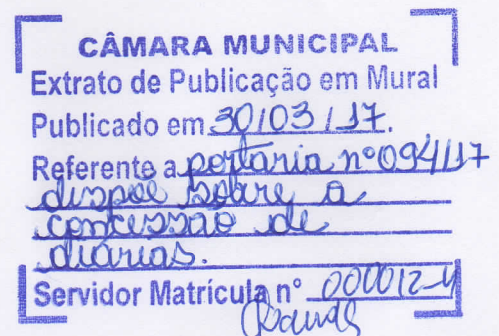 CÂMARA MUNICIPAL
Extrato de Publicação em Mural
Publicado em 30/03/17.
Referente a portaria nº 094/17
dispoẽ sobre a
concessão de
diárias.
Servidor Matrícula nº 000012-4